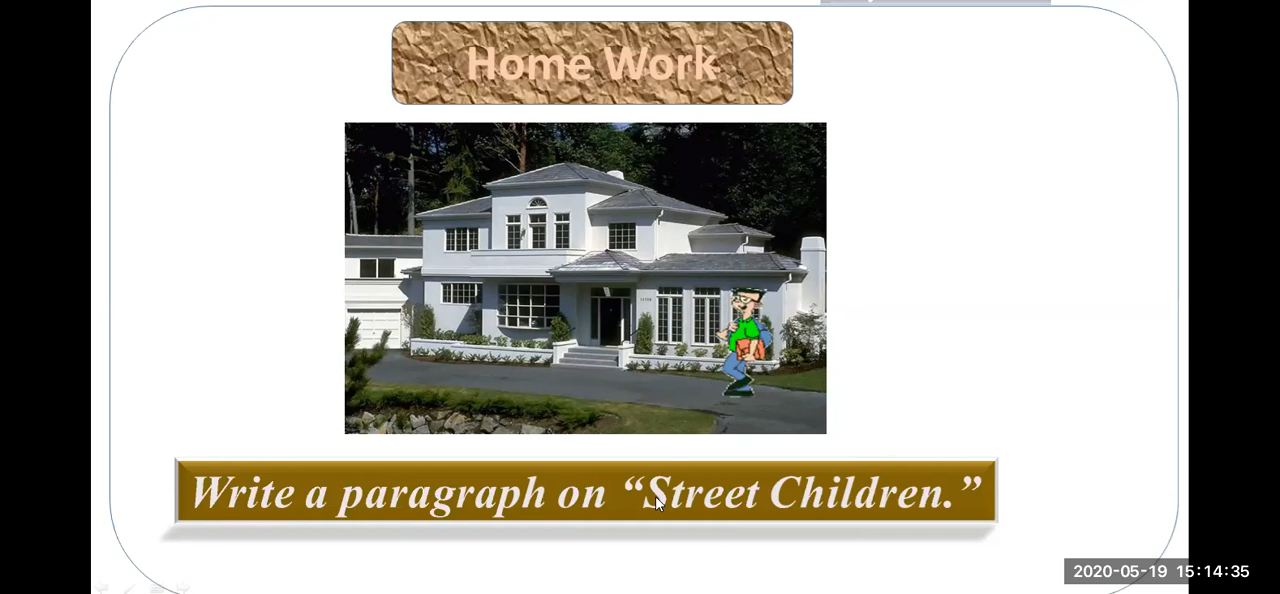 Home Work
Write a paragraph on “Street Children.”
2020-05-19 15:14:35